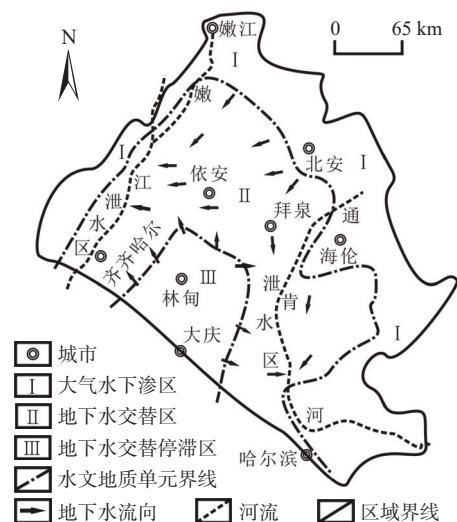 嫩江
0 65 km
N
Ⅰ
嫩
Ⅰ
北安
Ⅰ
江
依安
Ⅱ
泄水区
拜泉
通
海伦
齐齐哈尔
Ⅲ
泄水区
肯
林甸
大庆
Ⅰ
河
哈尔滨
城市
Ⅰ 大气水下渗区
Ⅱ 地下水交替区
Ⅲ 地下水交替停滞区
水文地质单元界线
地下水流向 河流 区域界线